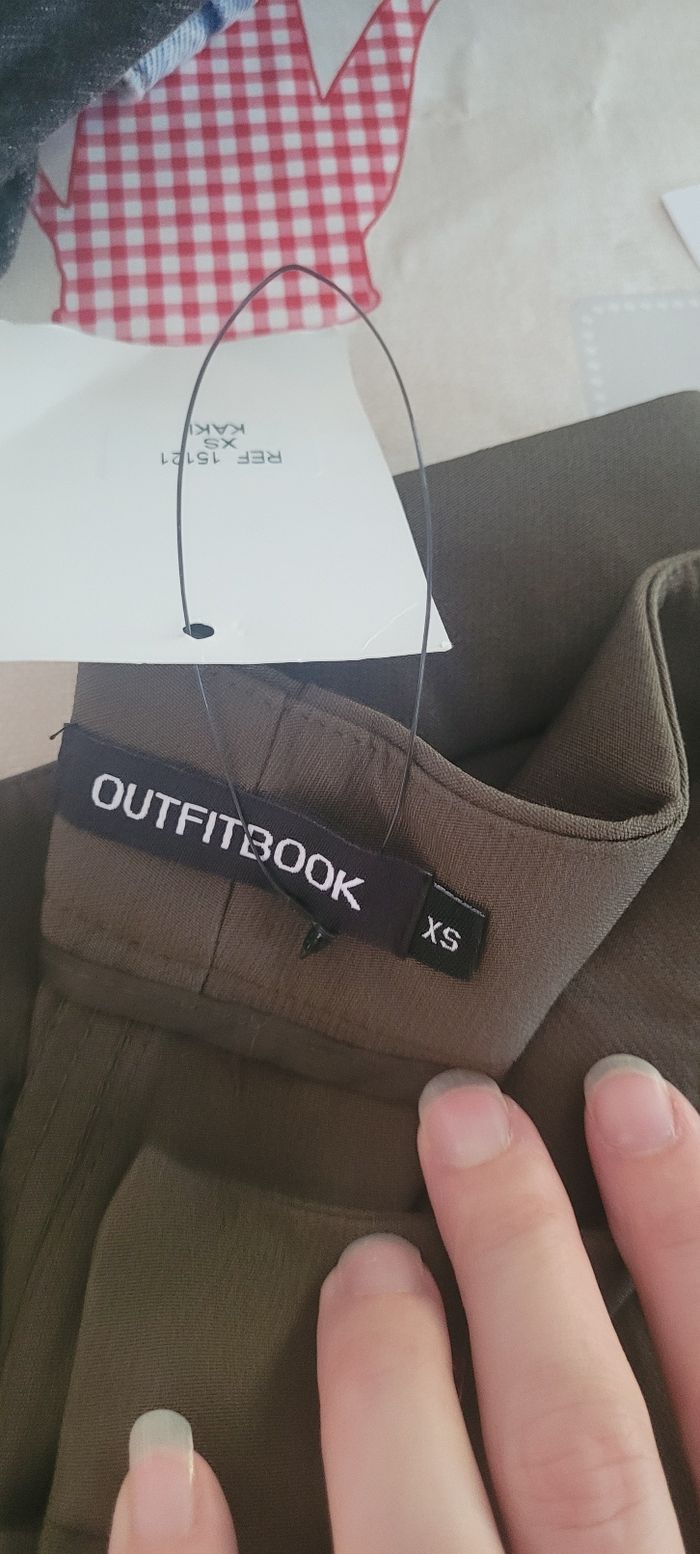 REF 15121
XS
KAKI
OUTFITBOOK
XS